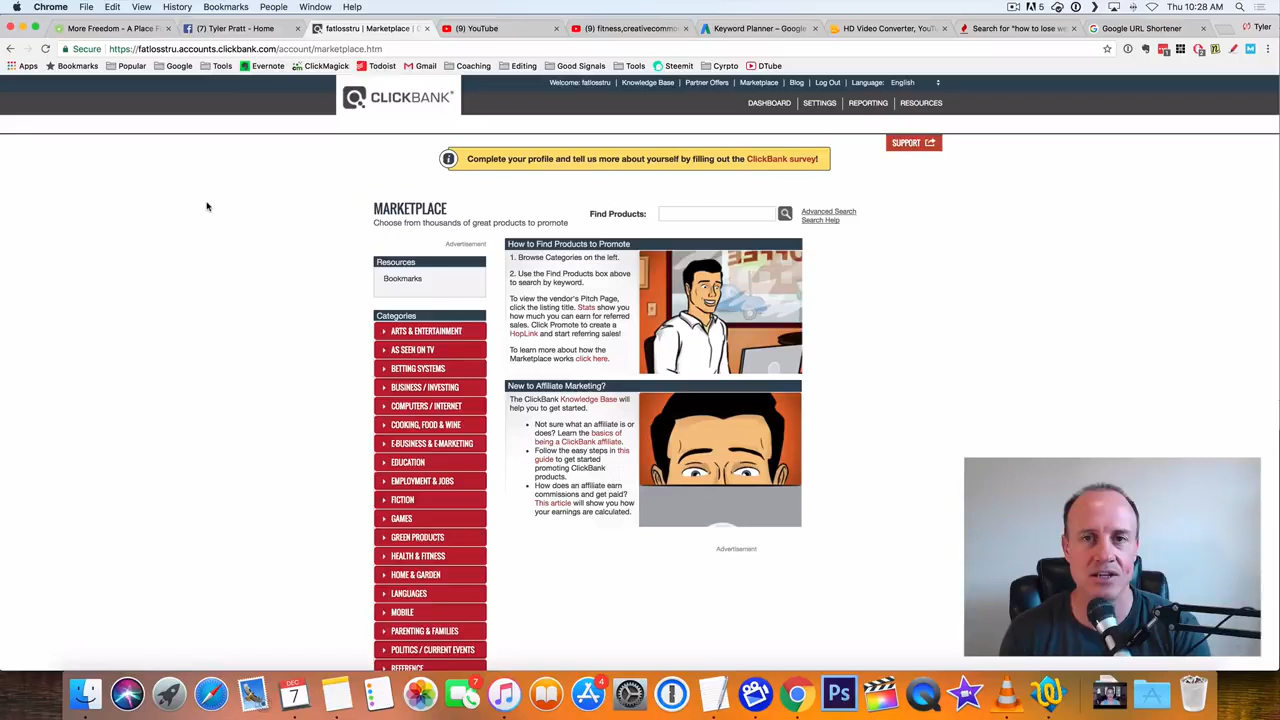 Chrome File Edit View History Bookmarks People Window Help
5
Thu 10:28 AM
More Freedom - A Place F
(7) Tyler Pratt - Home
fatlosstru | Marketplace | C
(9) YouTube
(9) fitness,creativecommo
Keyword Planner – Google
HD Video Converter, YouTu
Search for "how to lose we
Google URL Shortener
Tyler
Secure https://fatlosstru.accounts.clickbank.com/account/marketplace.htm
Apps Bookmarks Popular Google Tools Evernote ClickMagick Todoist Gmail Coaching Editing Good Signals Tools Steemit Cyrpto DTube
Welcome: fatlosstru Knowledge Base Partner Offers Marketplace Blog Log Out Language: English
CLICKBANK
DASHBOARD SETTINGS REPORTING RESOURCES
SUPPORT
Complete your profile and tell us more about yourself by filling out the ClickBank survey!
MARKETPLACE
Choose from thousands of great products to promote
Find Products:
Advanced Search
Search Help
Advertisement
Resources
Bookmarks
Categories
ARTS & ENTERTAINMENT
AS SEEN ON TV
BETTING SYSTEMS
BUSINESS / INVESTING
COMPUTERS / INTERNET
COOKING, FOOD & WINE
E-BUSINESS & E-MARKETING
EDUCATION
EMPLOYMENT & JOBS
FICTION
GAMES
GREEN PRODUCTS
HEALTH & FITNESS
HOME & GARDEN
LANGUAGES
MOBILE
PARENTING & FAMILIES
POLITICS / CURRENT EVENTS
REFERENCE
How to Find Products to Promote
1. Browse Categories on the left.
2. Use the Find Products box above
to search by keyword.
To view the vendor's Pitch Page,
click the listing title. Stats show you
how much you can earn for referred
sales. Click Promote to create a
HopLink and start referring sales!
To learn more about how the
Marketplace works click here.
New to Affiliate Marketing?
The ClickBank Knowledge Base will
help you to get started.
Not sure what an affiliate is or
does? Learn the basics of
being a ClickBank affiliate.
Follow the easy steps in this
guide to get started
promoting ClickBank
products.
How does an affiliate earn
commissions and get paid?
This article will show you how
your earnings are calculated.
Advertisement
DEC
7
7
4
Ps